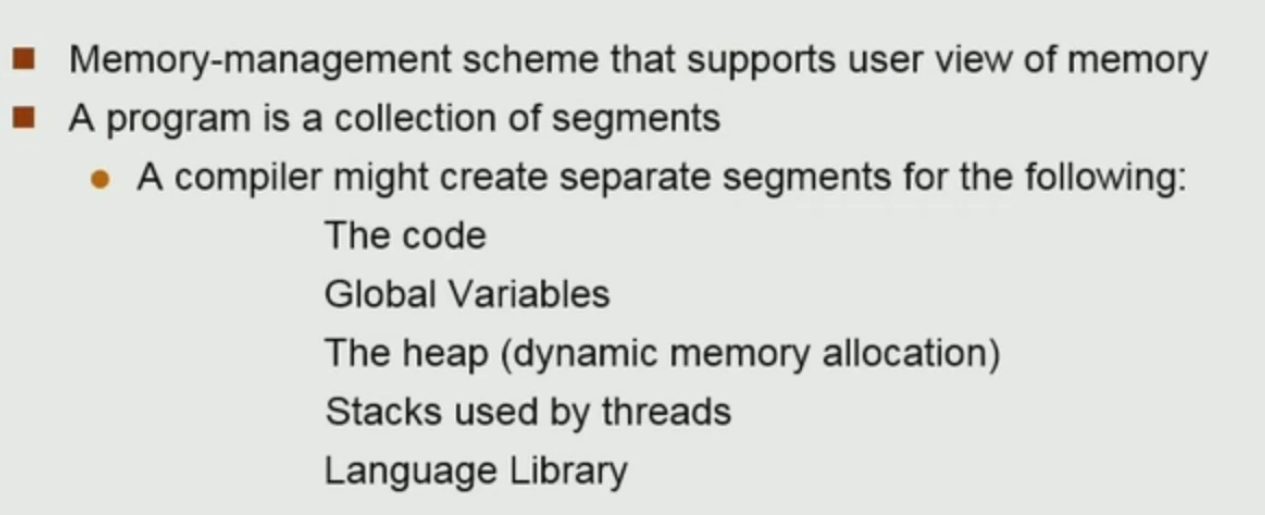 Memory-management scheme that supports user view of memory
A program is a collection of segments
A compiler might create separate segments for the following:
The code
Global Variables
The heap (dynamic memory allocation)
Stacks used by threads
Language Library